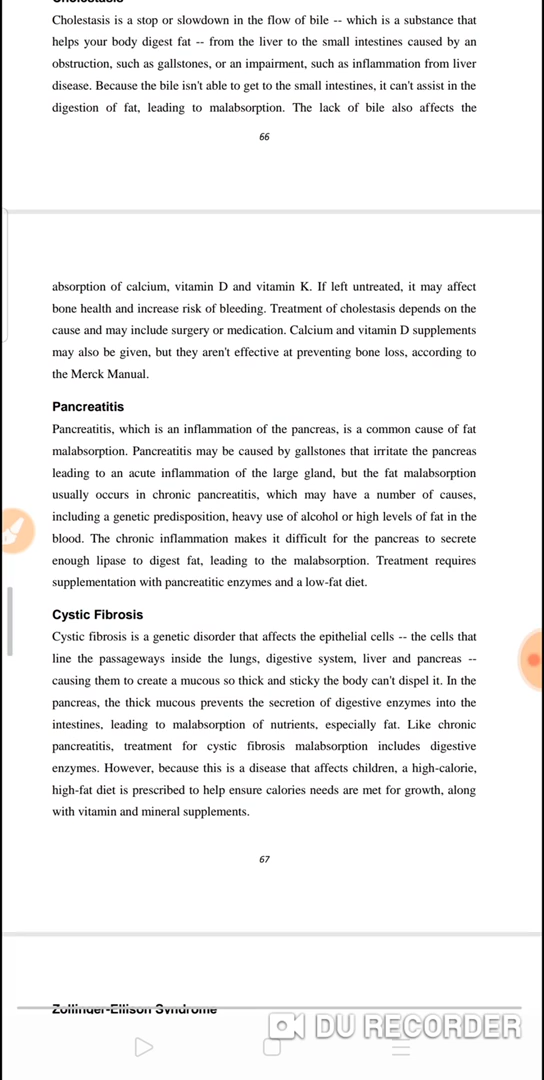 Cholestasis
Cholestasis is a stop or slowdown in the flow of bile -- which is a substance that
helps your body digest fat -- from the liver to the small intestines caused by an
obstruction, such as gallstones, or an impairment, such as inflammation from liver
disease. Because the bile isn't able to get to the small intestines, it can't assist in the
digestion of fat, leading to malabsorption. The lack of bile also affects the
66
absorption of calcium, vitamin D and vitamin K. If left untreated, it may affect
bone health and increase risk of bleeding. Treatment of cholestasis depends on the
cause and may include surgery or medication. Calcium and vitamin D supplements
may also be given, but they aren't effective at preventing bone loss, according to
the Merck Manual.
Pancreatitis
Pancreatitis, which is an inflammation of the pancreas, is a common cause of fat
malabsorption. Pancreatitis may be caused by gallstones that irritate the pancreas
leading to an acute inflammation of the large gland, but the fat malabsorption
usually occurs in chronic pancreatitis, which may have a number of causes,
including a genetic predisposition, heavy use of alcohol or high levels of fat in the
blood. The chronic inflammation makes it difficult for the pancreas to secrete
enough lipase to digest fat, leading to the malabsorption. Treatment requires
supplementation with pancreatitic enzymes and a low-fat diet.
Cystic Fibrosis
Cystic fibrosis is a genetic disorder that affects the epithelial cells -- the cells that
line the passageways inside the lungs, digestive system, liver and pancreas --
causing them to create a mucous so thick and sticky the body can't dispel it. In the
pancreas, the thick mucous prevents the secretion of digestive enzymes into the
intestines, leading to malabsorption of nutrients, especially fat. Like chronic
pancreatitis, treatment for cystic fibrosis malabsorption includes digestive
enzymes. However, because this is a disease that affects children, a high-calorie,
high-fat diet is prescribed to help ensure calories needs are met for growth, along
with vitamin and mineral supplements.
67
Zollinger-Ellison Syndrome
DU RECORDER